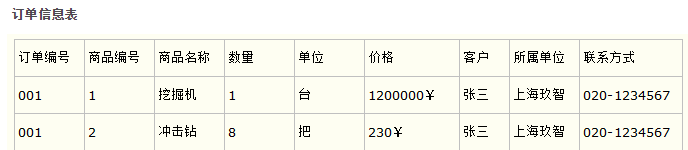 订单信息表
订单编号 商品编号 商品名称 数量 单位 价格 客户 所属单位 联系方式
001 1 挖掘机 1 台 1200000￥ 张三 上海玖智 020-1234567
001 2 冲击钻 8 把 230￥ 张三 上海玖智 020-1234567